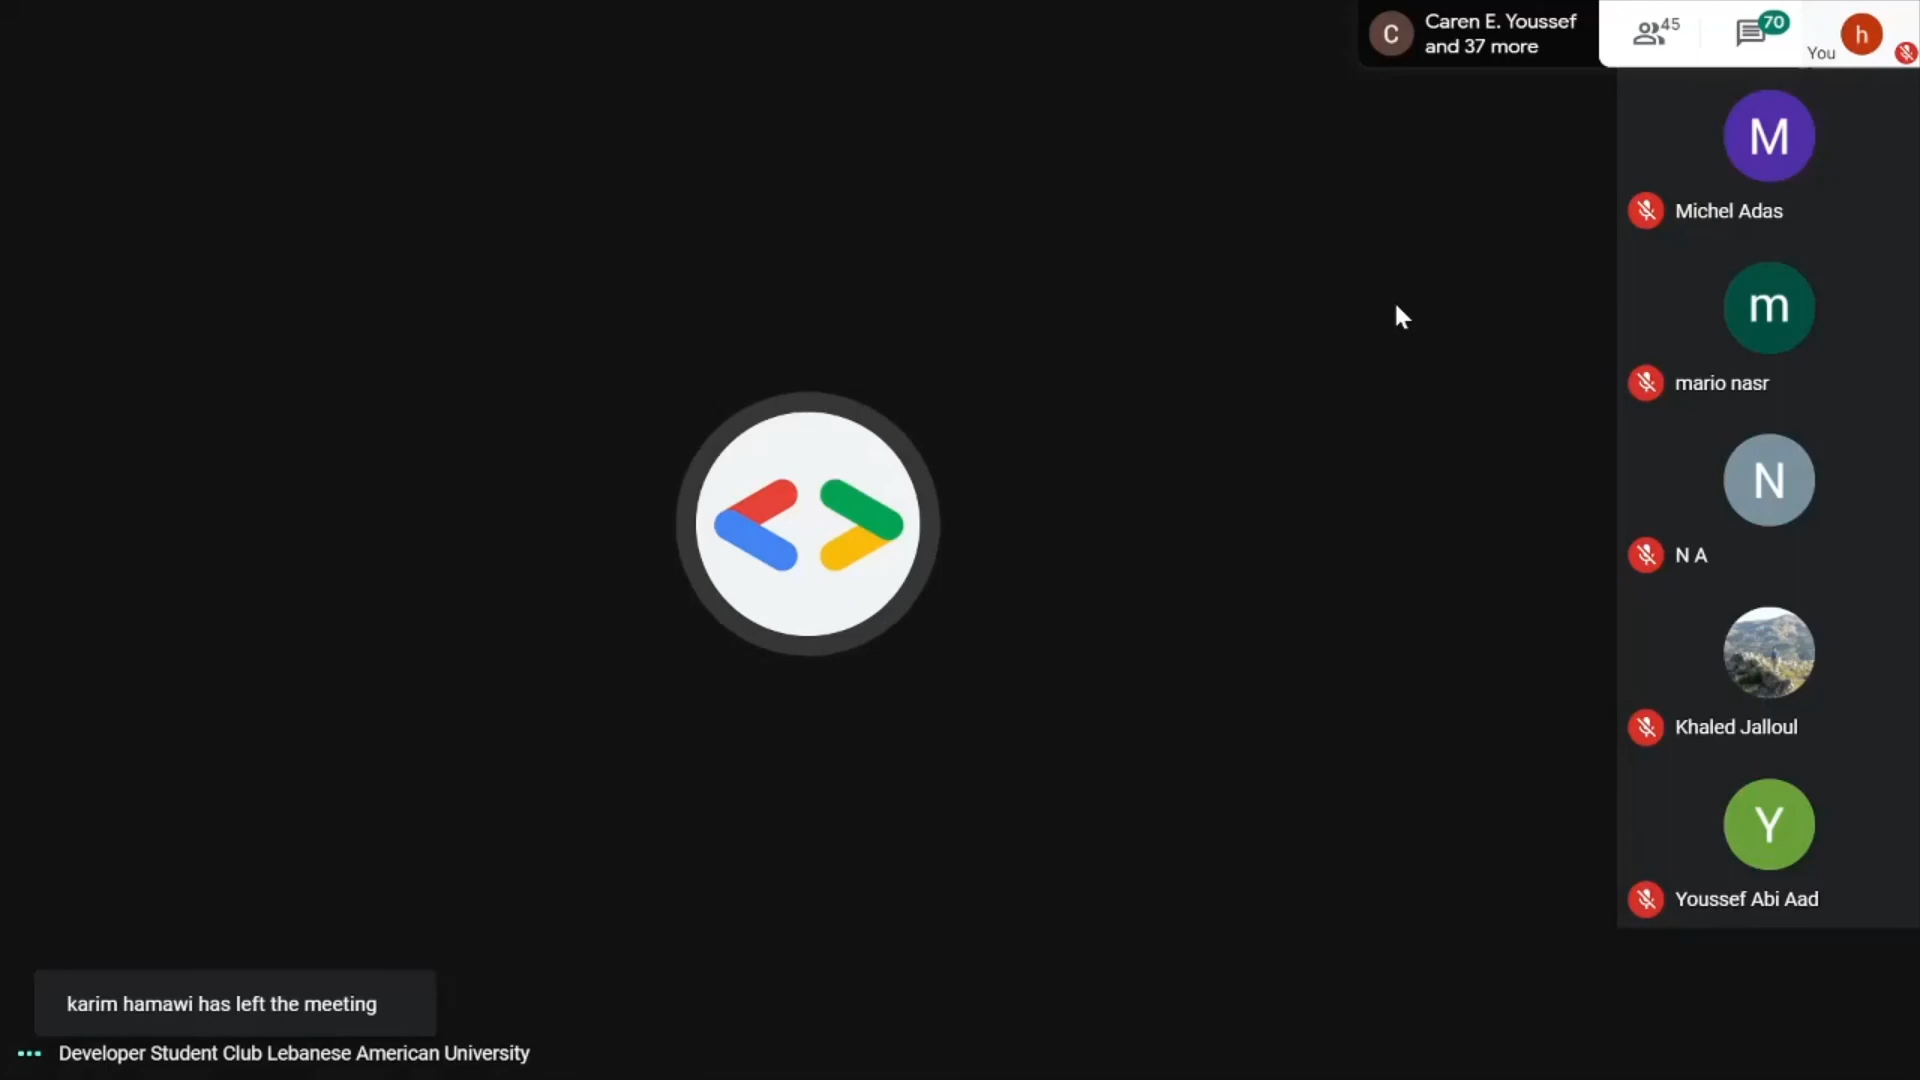 C
Caren E. Youssef
and 37 more
45
70
You
h
M
Michel Adas
m
mario nasr
N
N A
Khaled Jalloul
Y
Youssef Abi Aad
karim hamawi has left the meeting
Developer Student Club Lebanese American University